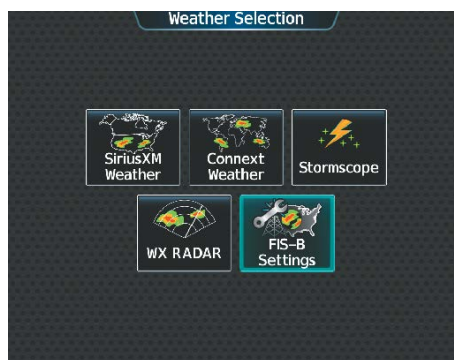 Weather Selection
SiriusXM
Weather
Connext
Weather
Stormscope
WX RADAR
FIS-B
Settings